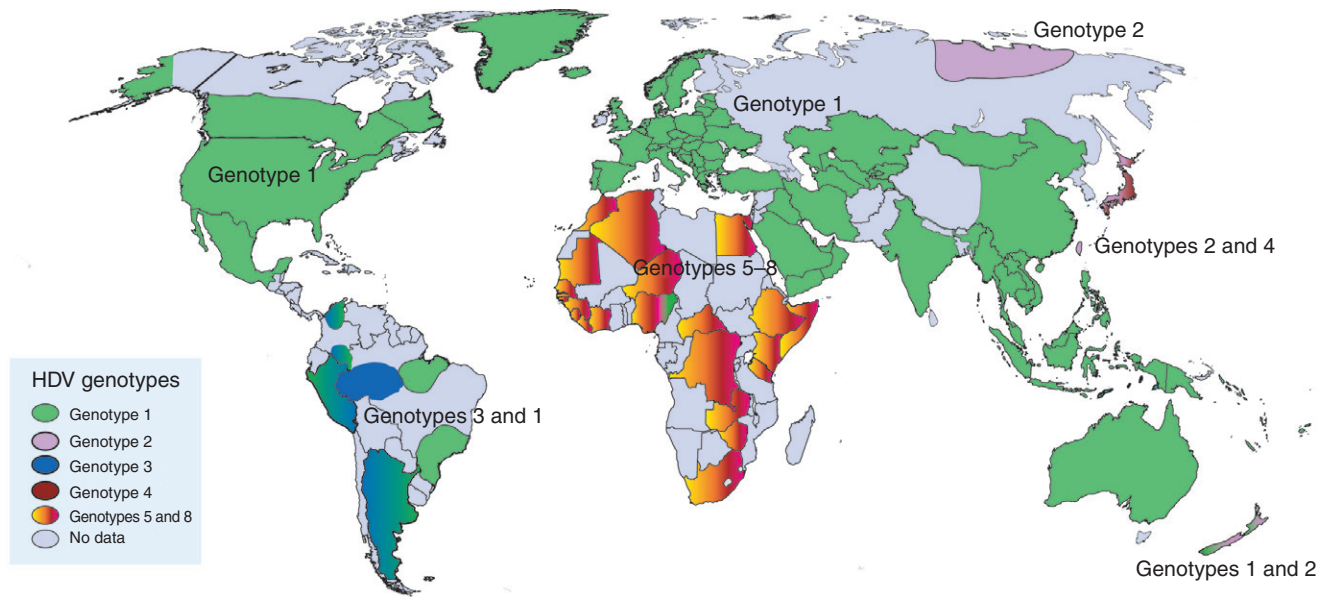 Genotype 2
Genotype 1
Genotype 1
Genotypes 2 and 4
Genotypes 5–8
HDV genotypes
Genotype 1
Genotype 2
Genotype 3
Genotype 4
Genotypes 5 and 8
No data
Genotypes 3 and 1
Genotypes 1 and 2